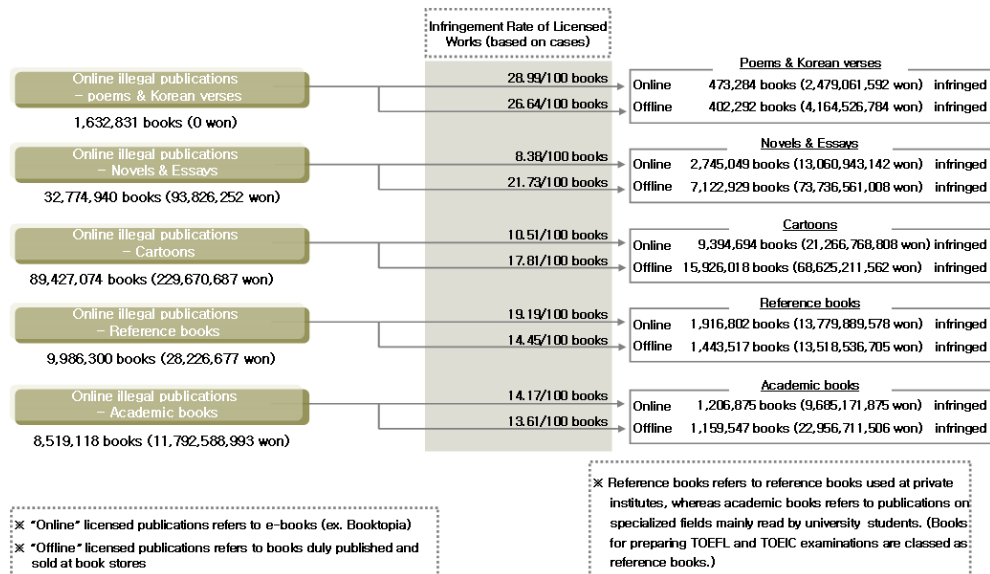 Infringement Rate of Licensed
Works (based on cases)
Online illegal publications
– poems & Korean verses
1,632,831 books (0 won)
28.99/100 books
26.64/100 books
Poems & Korean verses
Online 473,284 books (2,479,061,592 won) infringed
Offline 402,292 books (4,164,526,784 won) infringed
Online illegal publications
– Novels & Essays
32,774,940 books (93,826,252 won)
8.38/100 books
21.73/100 books
Novels & Essays
Online 2,745,049 books (13,060,943,142 won) infringed
Offline 7,122,929 books (73,736,561,008 won) infringed
Online illegal publications
– Cartoons
89,427,074 books (229,670,687 won)
10.51/100 books
17.81/100 books
Cartoons
Online 9,394,694 books (21,266,768,808 won) infringed
Offline 15,926,018 books (68,625,211,562 won) infringed
Online illegal publications
– Reference books
9,986,300 books (28,226,677 won)
19.19/100 books
14.45/100 books
Reference books
Online 1,916,802 books (13,779,889,578 won) infringed
Offline 1,443,517 books (13,518,536,705 won) infringed
Online illegal publications
– Academic books
8,519,118 books (11,792,588,993 won)
14.17/100 books
13.61/100 books
Academic books
Online 1,206,875 books (9,685,171,875 won) infringed
Offline 1,159,547 books (22,956,711,506 won) infringed
※ "Online" licensed publications refers to e-books (ex. Booktopia)
※ "Offline" licensed publications refers to books duly published and
sold at book stores
※ Reference books refers to reference books used at private
institutes, whereas academic books refers to publications on
specialized fields mainly read by university students. (Books
for preparing TOEFL and TOEIC examinations are classed as
reference books.)